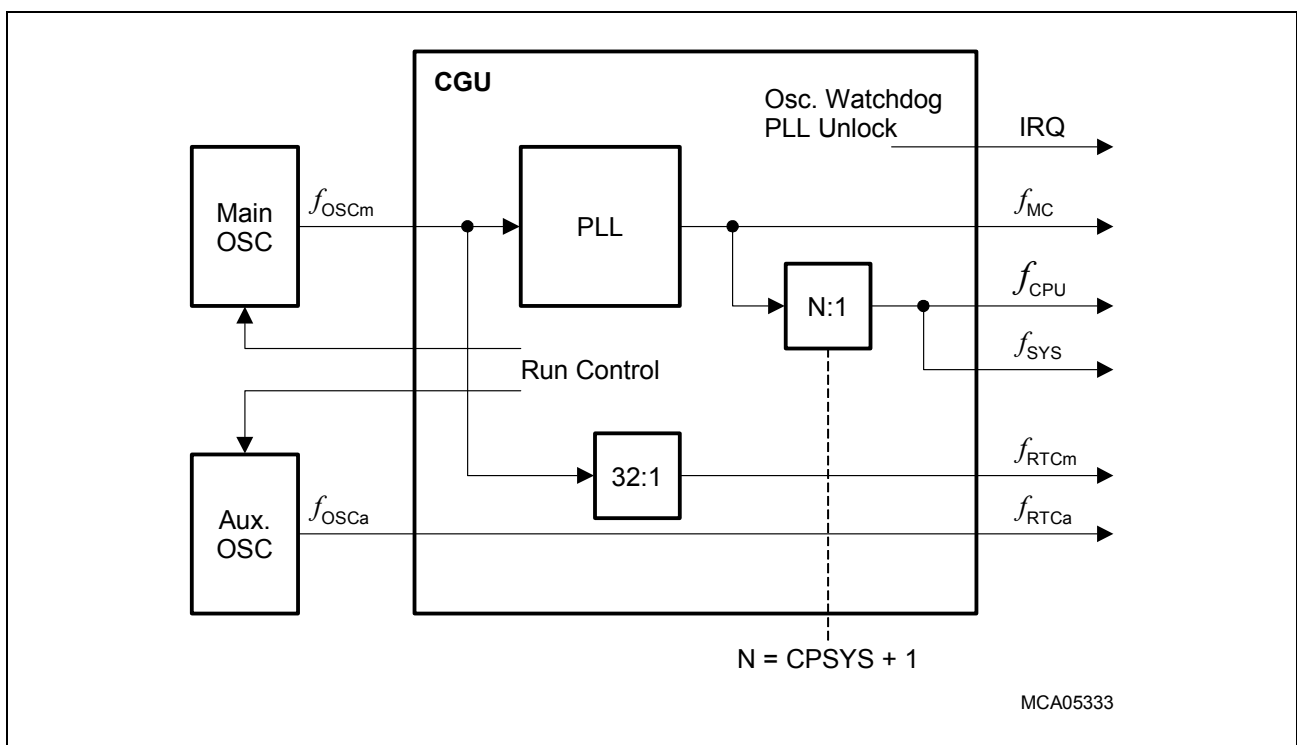 CGU
Osc. Watchdog
PLL Unlock
IRQ
Main
OSC
fOSCm
PLL
fMC
N:1
fCPU
fSYS
Run Control
32:1
fRTCm
Aux.
OSC
fOSCa
fRTCa
N = CPSYS + 1
MCA05333